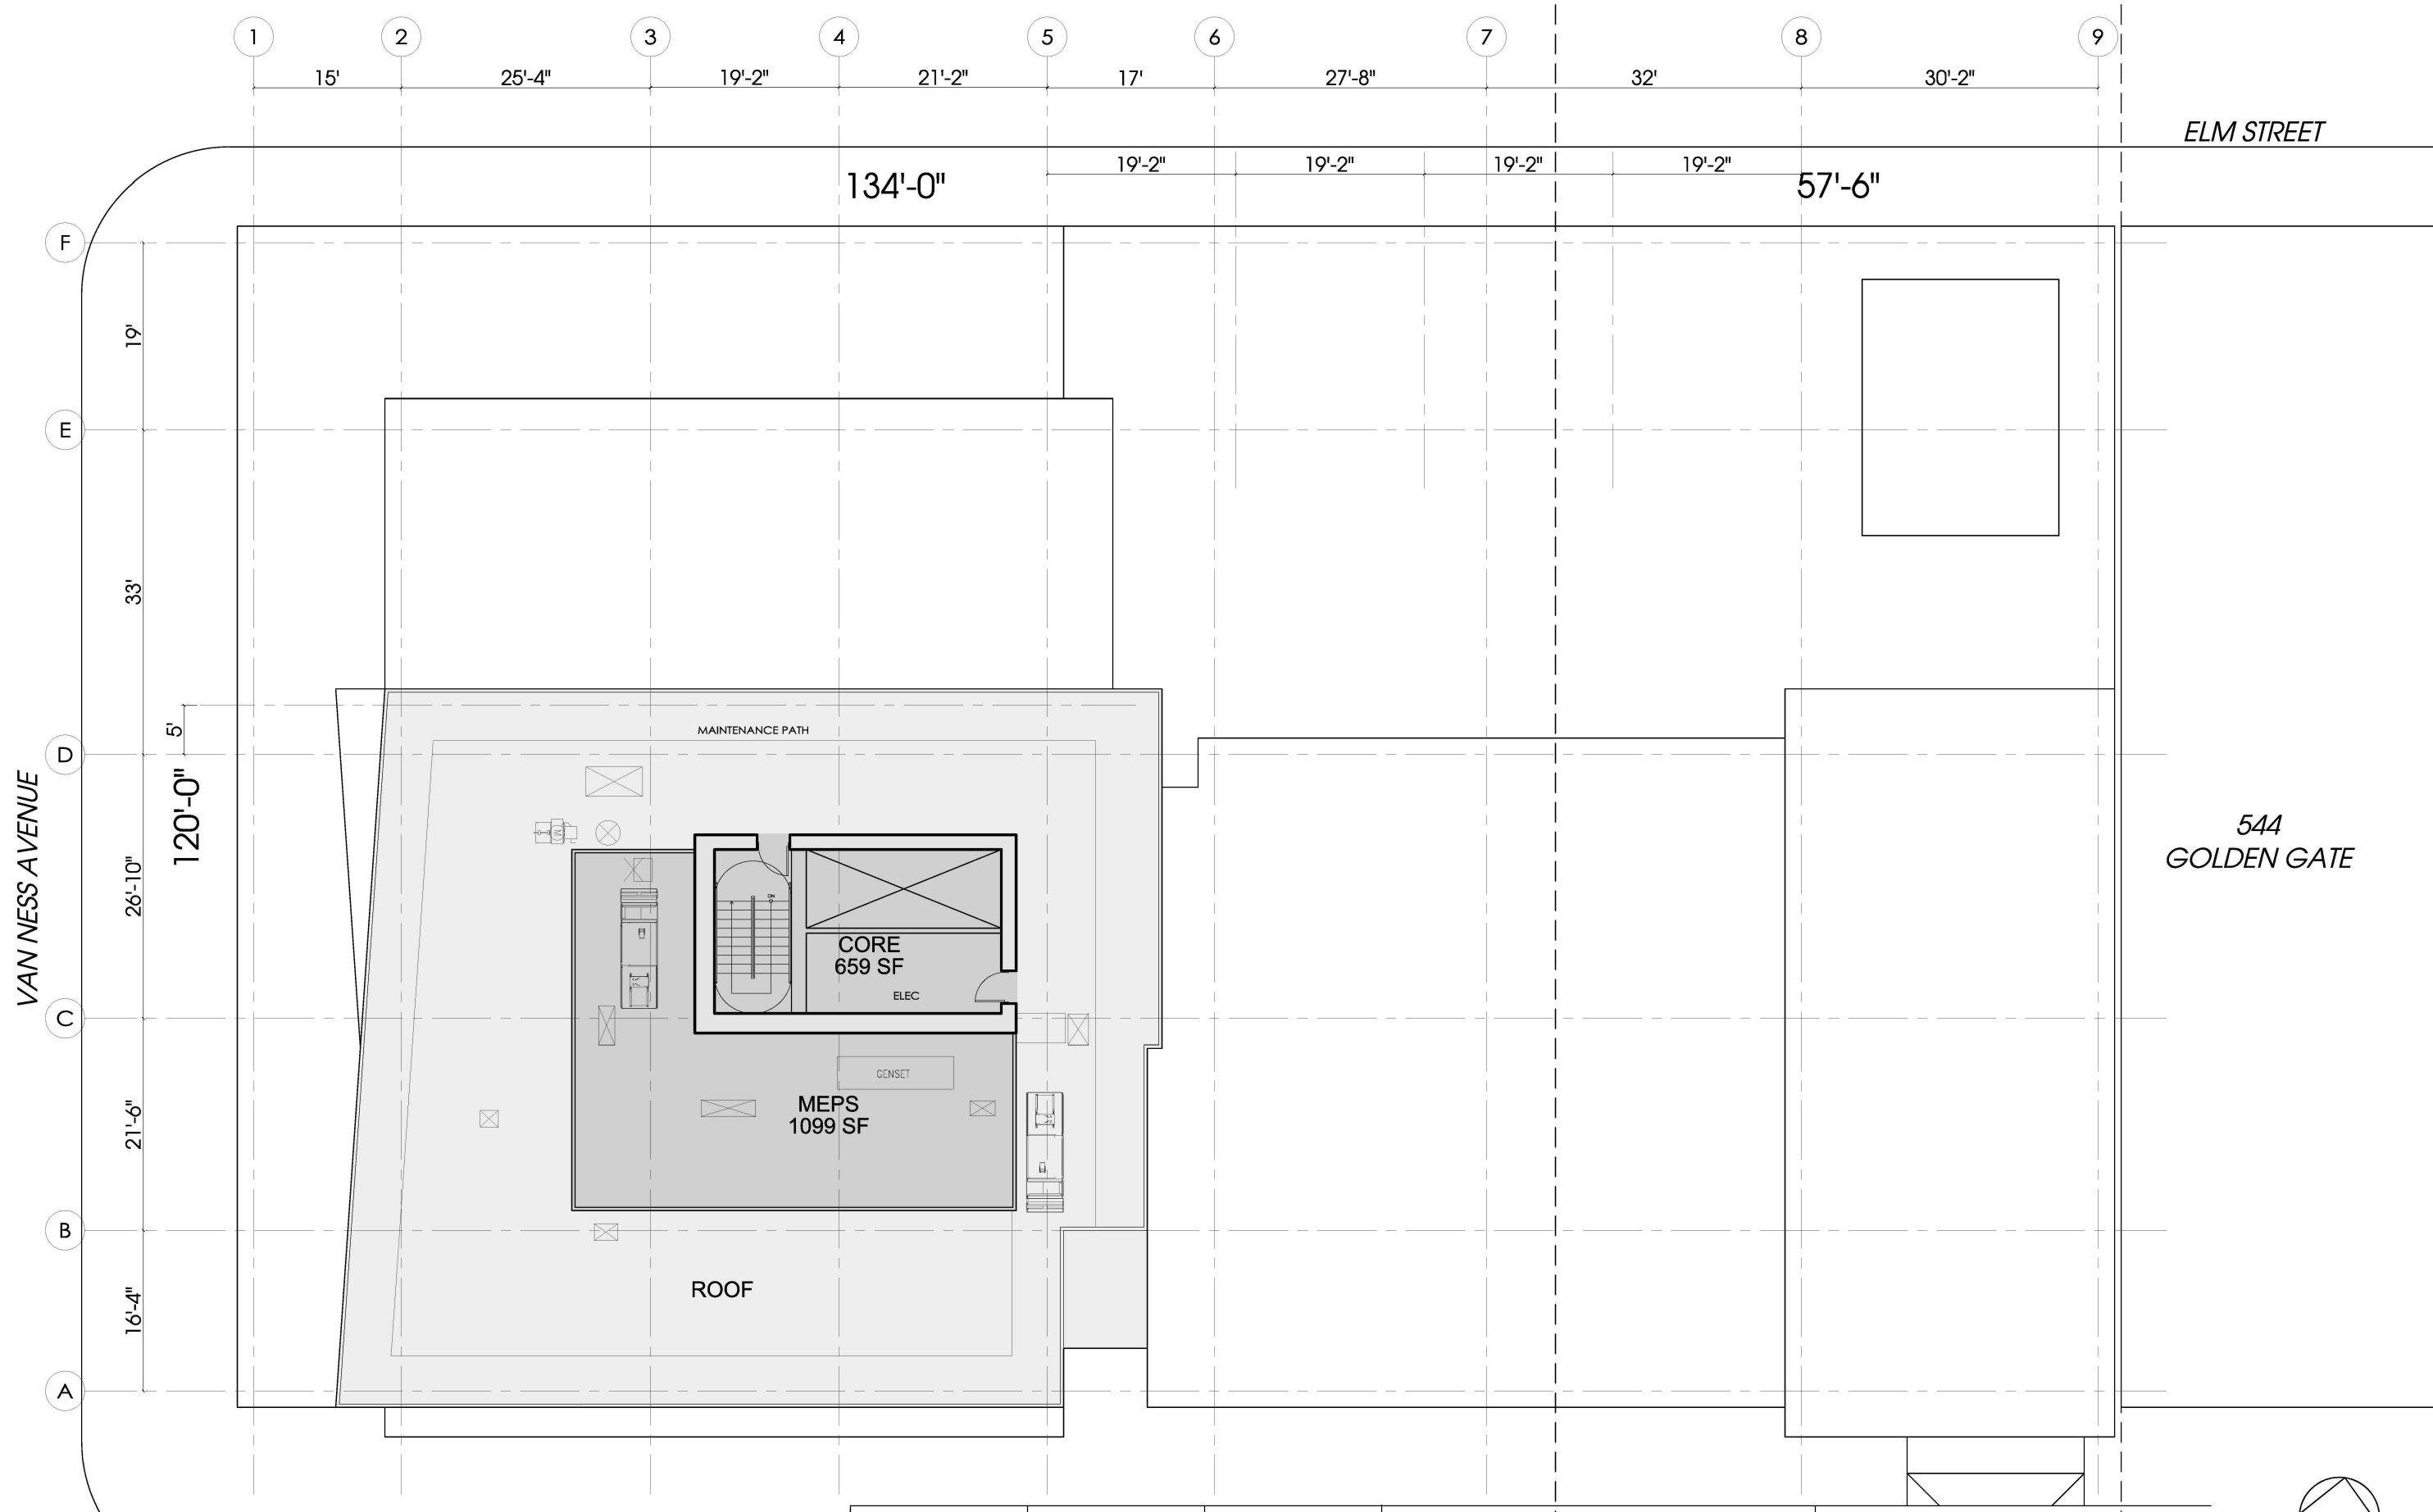 1 2 3 4 5 6 7 8 9
15' 25'-4" 19'-2" 21'-2" 17' 27'-8" 32' 30'-2"
ELM STREET
19'-2" 19'-2" 19'-2" 19'-2"
134'-0" 57'-6"
F
19'
E
33'
5'
MAINTENANCE PATH
D
VAN NESS AVENUE
120'-0"
26'-10"
544
GOLDEN GATE
DN
CORE
659 SF
ELEC
C
GENSET
MEPS
1099 SF
21'-6"
B
ROOF
16'-4"
A